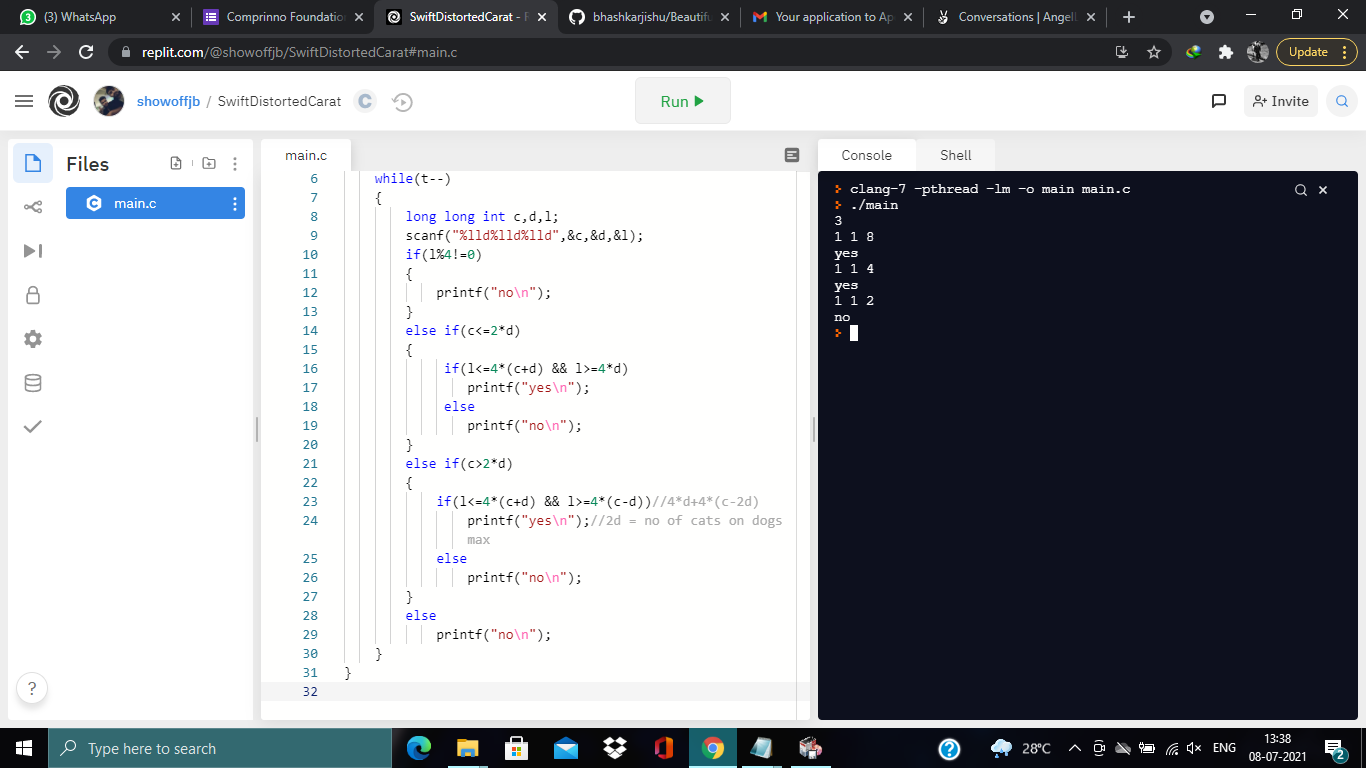 (3) WhatsApp
Comprinno Foundation
SwiftDistortedCarat - R
bhashkarjishu/Beautifu
Your application to Ap
Conversations | Angell
replit.com/@showoffjb/SwiftDistortedCarat#main.c
Update
showoffjb / SwiftDistortedCarat
C
Run
Invite
Files
main.c
main.c
6 while(t--)
7 {
8 long long int c,d,l;
9 scanf("%lld%lld%lld",&c,&d,&l);
10 if(l%4!=0)
11 {
12 printf("no\n");
13 }
14 else if(c<=2*d)
15 {
16 if(l<=4*(c+d) && l>=4*d)
17 printf("yes\n");
18 else
19 printf("no\n");
20 }
21 else if(c>2*d)
22 {
23 if(l<=4*(c+d) && l>=4*(c-d))//4*d+4*(c-2d)
24 printf("yes\n");//2d = no of cats on dogs
max
25 else
26 printf("no\n");
27 }
28 else
29 printf("no\n");
30 }
31 }
32
Console
Shell
clang-7 -pthread -lm -o main main.c
./main
3
1 1 8
yes
1 1 4
yes
1 1 2
no
?
Type here to search
28°C
ENG
13:38
08-07-2021
2